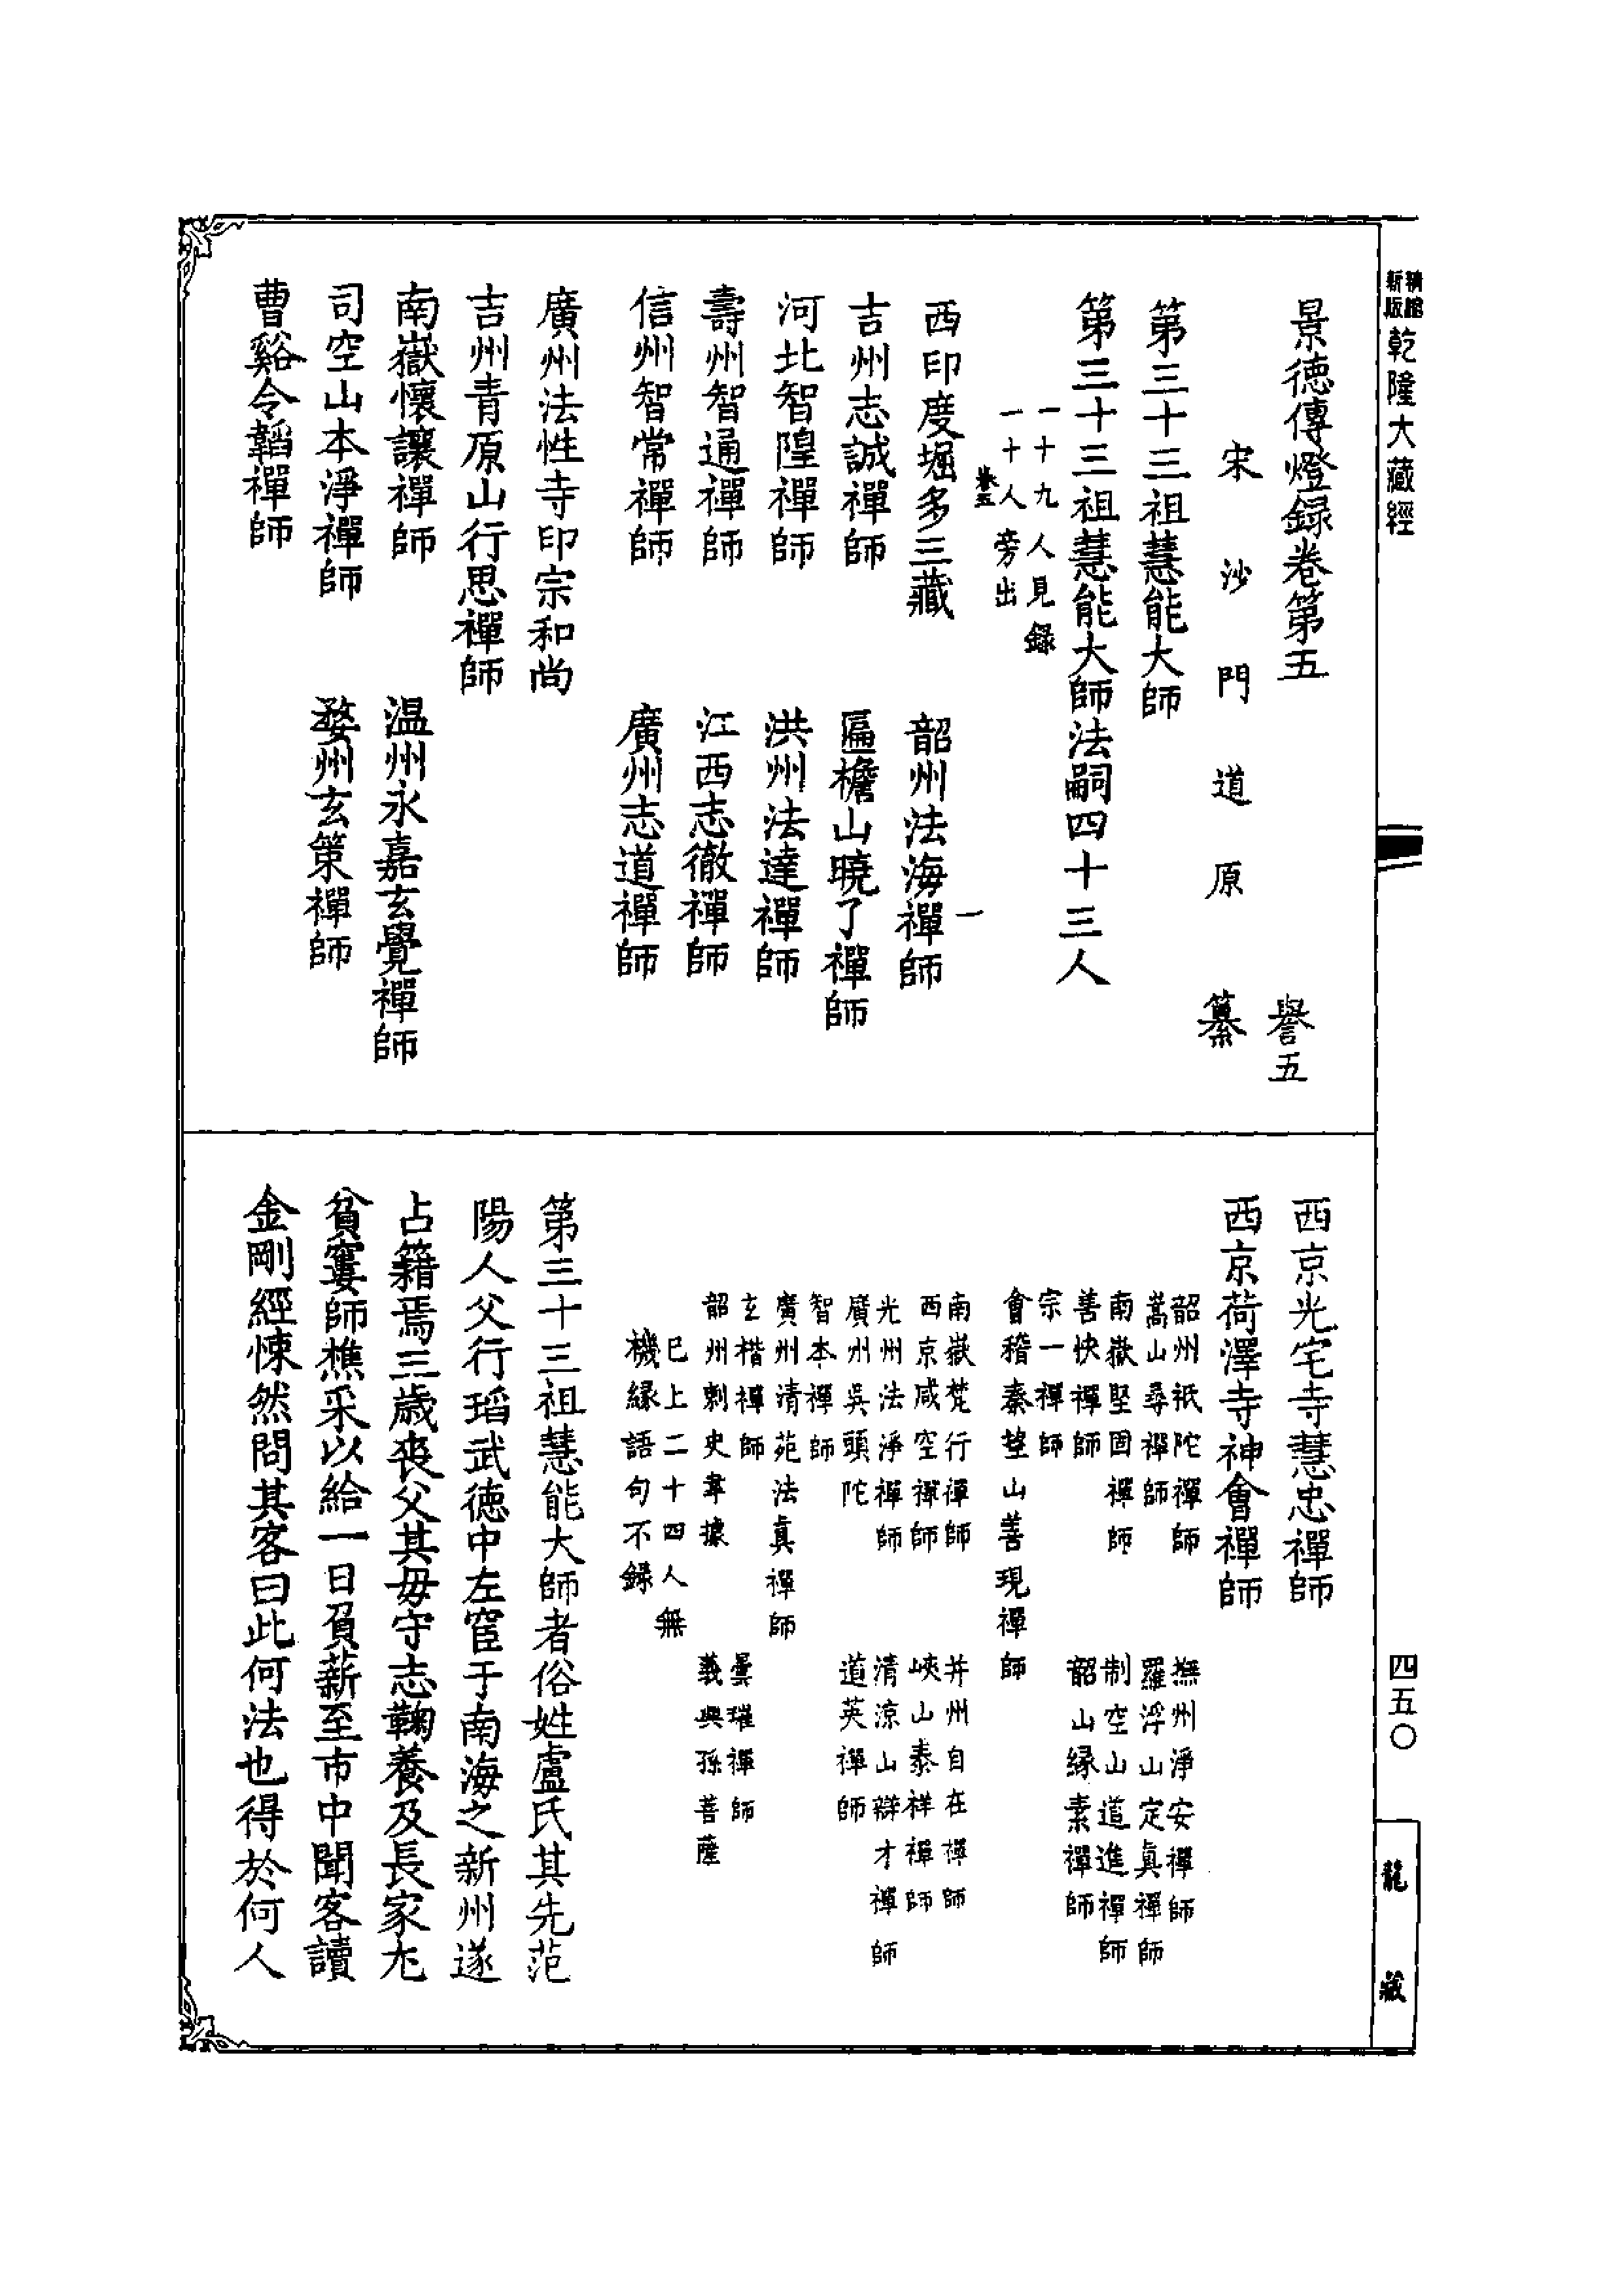 乾隆大藏經
景德傳燈錄卷第五
譽五
宋沙門道原纂
第三十三祖慧能大師
第三十三祖慧能大師法嗣四十三人
一十九人見錄
一十人旁出
卷五
一
西印度堀多三藏
韶州法海禪師
吉州志誠禪師
匾檐山曉了禪師
河北智隍禪師
洪州法達禪師
壽州智通禪師
江西志徹禪師
信州智常禪師
廣州志道禪師
廣州法性寺印宗和尚
吉州青原山行思禪師
南嶽懷讓禪師
温州永嘉玄覺禪師
司空山本淨禪師
婺州玄策禪師
曹谿令韜禪師
西京光宅寺慧忠禪師
西京荷澤寺神會禪師
韶州祇陀禪師
撫州淨安禪師
嵩山尋禪師
羅浮山定真禪師
南嶽堅固禪師
制空山道進禪師
善快禪師
韶山緣素禪師
宗一禪師
會稽秦望山善現禪師
南嶽梵行禪師
并州自在禪師
西京咸空禪師
峽山泰祥禪師
光州法淨禪師
清涼山辯才禪師
廣州吳頭陀
道英禪師
智本禪師
廣州清苑法真禪師
玄楷禪師
曇璀禪師
韶州刺史韋據
義興孫菩薩
已上二十四人無
機緣語句不錄
第三十三祖慧能大師者俗姓盧氏其先范
陽人父行瑫武德中左宦于南海之新州遂
占籍焉三歲喪父其母守志鞠養及長家尤
貧窶師樵采以給一日負薪至市中聞客讀
金剛經悚然問其客曰此何法也得於何人
四五〇
龍藏